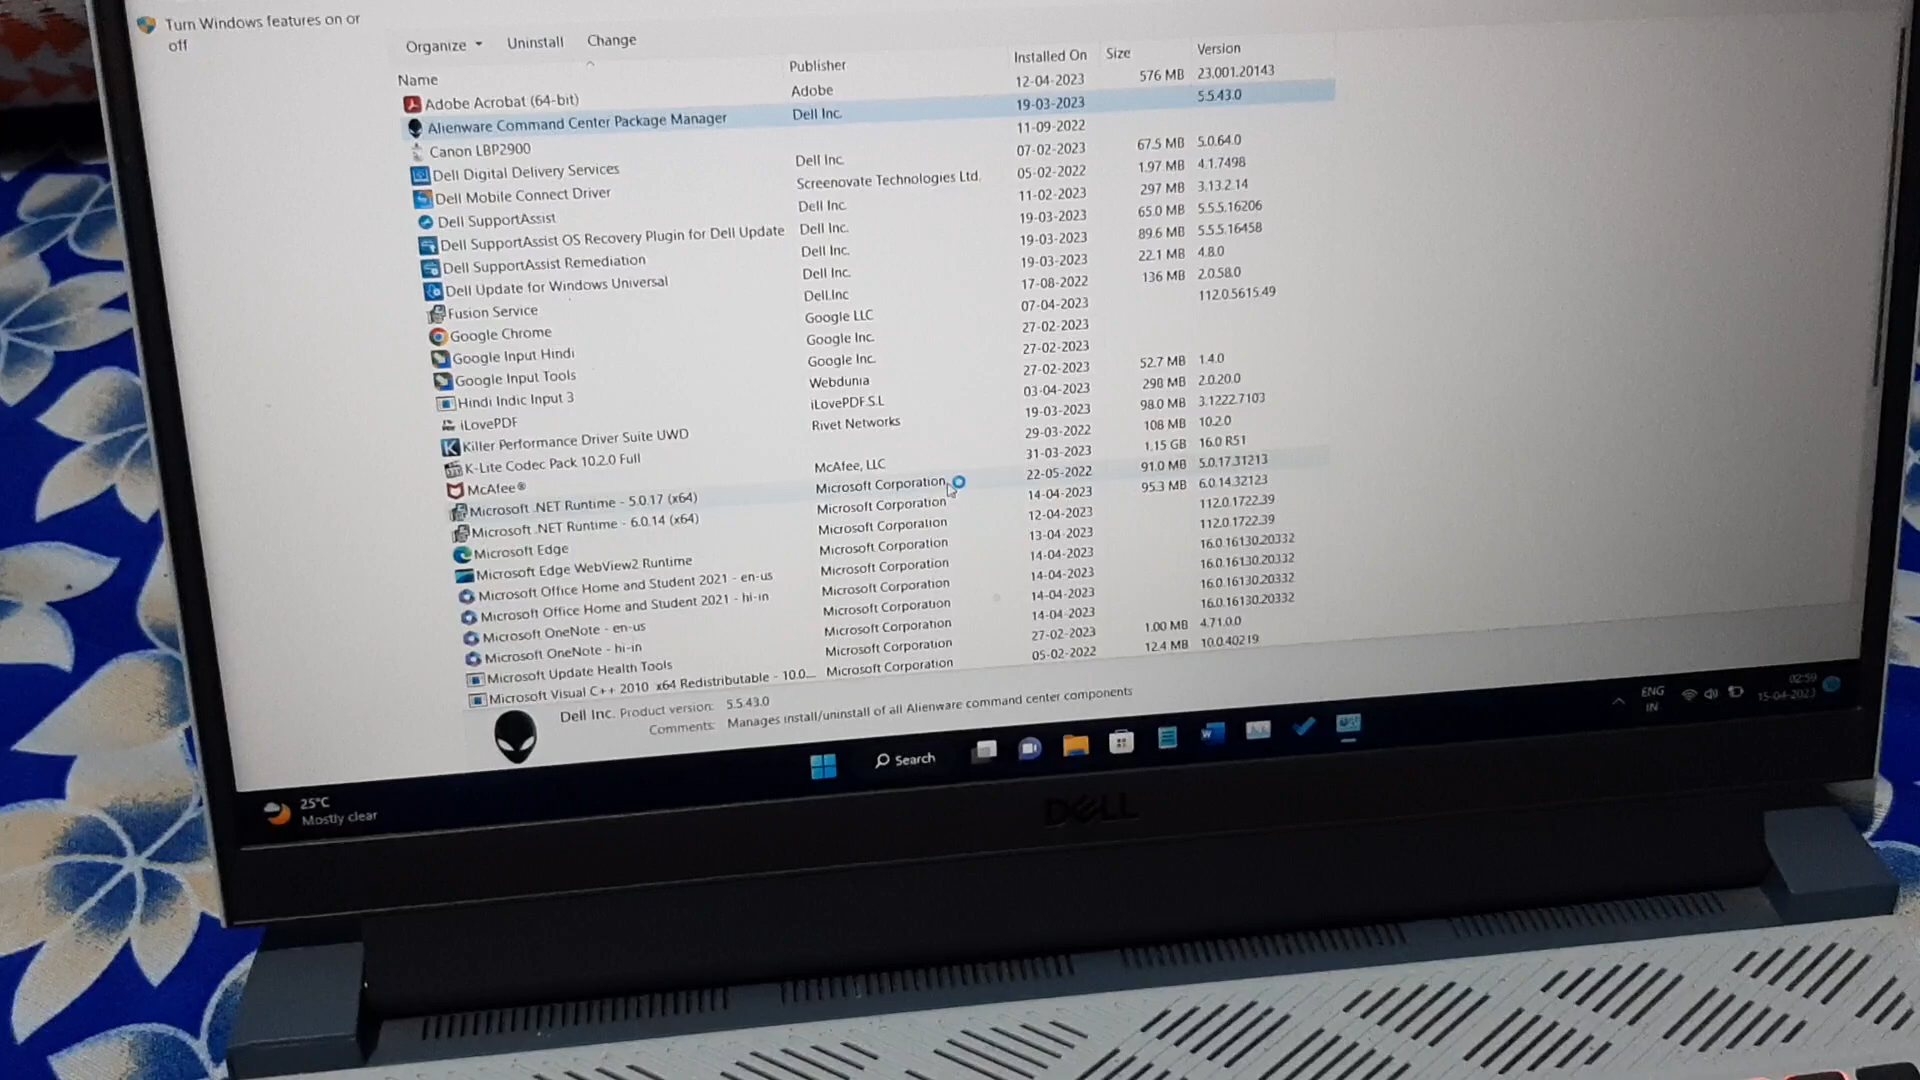 Turn Windows features on or
off
Organize Uninstall Change
Name Publisher Installed On Size Version
Adobe Acrobat (64-bit) Adobe 12-04-2023 576 MB 23.001.20143
Alienware Command Center Package Manager Dell Inc. 19-03-2023 5.5.43.0
Canon LBP2900 11-09-2022
Dell Digital Delivery Services Dell Inc. 07-02-2023 67.5 MB 5.0.64.0
Dell Mobile Connect Driver Screenovate Technologies Ltd. 05-02-2022 1.97 MB 4.1.7498
Dell SupportAssist Dell Inc. 11-02-2023 297 MB 3.13.2.14
Dell SupportAssist OS Recovery Plugin for Dell Update Dell Inc. 19-03-2023 65.0 MB 5.5.5.16206
Dell SupportAssist Remediation Dell Inc. 19-03-2023 89.6 MB 5.5.5.16458
Dell Update for Windows Universal Dell Inc. 19-03-2023 22.1 MB 4.8.0
Fusion Service Dell.Inc 17-08-2022 136 MB 2.0.58.0
Google Chrome Google LLC 07-04-2023 112.0.5615.49
Google Input Hindi Google Inc. 27-02-2023
Google Input Tools Google Inc. 27-02-2023
Hindi Indic Input 3 Webdunia 27-02-2023 52.7 MB 1.4.0
iLovePDF iLovePDF S.L 03-04-2023 298 MB 2.0.20.0
Killer Performance Driver Suite UWD Rivet Networks 19-03-2023 98.0 MB 3.1222.7103
K-Lite Codec Pack 10.2.0 Full 29-03-2022 108 MB 10.2.0
McAfee® McAfee, LLC 31-03-2023 1.15 GB 16.0 R51
Microsoft .NET Runtime - 5.0.17 (x64) Microsoft Corporation 22-05-2022 91.0 MB 5.0.17.31213
Microsoft .NET Runtime - 6.0.14 (x64) Microsoft Corporation 14-04-2023 95.3 MB 6.0.14.32123
Microsoft Edge Microsoft Corporation 12-04-2023 112.0.1722.39
Microsoft Edge WebView2 Runtime Microsoft Corporation 13-04-2023 112.0.1722.39
Microsoft Office Home and Student 2021 - en-us Microsoft Corporation 14-04-2023 16.0.16130.20332
Microsoft Office Home and Student 2021 - hi-in Microsoft Corporation 14-04-2023 16.0.16130.20332
Microsoft OneNote - en-us Microsoft Corporation 14-04-2023 16.0.16130.20332
Microsoft OneNote - hi-in Microsoft Corporation 14-04-2023 16.0.16130.20332
Microsoft Update Health Tools Microsoft Corporation 27-02-2023 1.00 MB 4.71.0.0
Microsoft Visual C++ 2010 x64 Redistributable - 10.0.... Microsoft Corporation 05-02-2022 12.4 MB 10.0.40219
Dell Inc. Product version: 5.5.43.0
Comments: Manages install/uninstall of all Alienware command center components
25°C
Mostly clear
Search
ENG
IN
02:59
15-04-2023
DELL